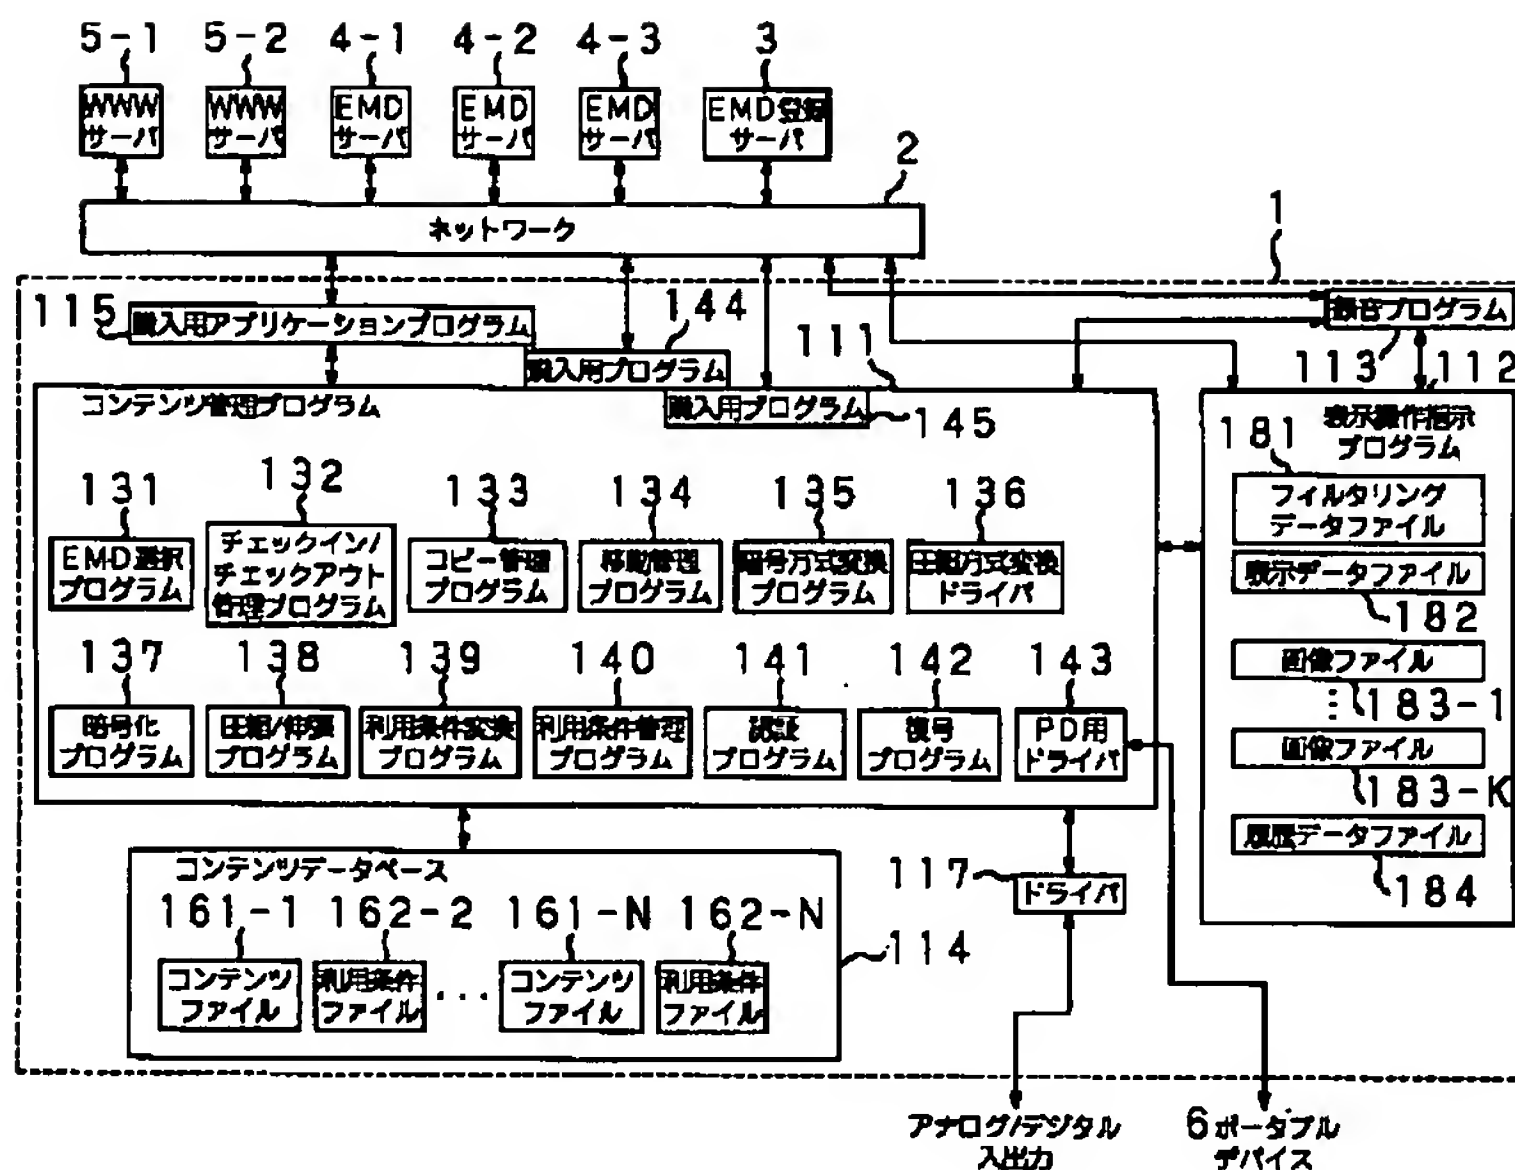 5-1 5-2 4-1 4-2 4-3 3
WWW
サーバ
WWW
サーバ
EMD
サーバ
EMD
サーバ
EMD
サーバ
EMD登録
サーバ
2
ネットワーク
1
115
購入用アプリケーションプログラム
144
購入用プログラム
111
購入用プログラム
145
録音プログラム
113
112
コンテンツ管理プログラム
131
EMD選択
プログラム
132
チェックイン/
チェックアウト
管理プログラム
133
コピー管理
プログラム
134
移動管理
プログラム
135
暗号方式変換
プログラム
136
圧縮方式変換
ドライバ
137
暗号化
プログラム
138
圧縮/伸張
プログラム
139
利用条件変換
プログラム
140
利用条件管理
プログラム
141
認証
プログラム
142
復号
プログラム
143
PD用
ドライバ
表示操作指示
プログラム
181
フィルタリング
データファイル
表示データファイル
182
画像ファイル
183-1
画像ファイル
183-K
履歴データファイル
184
コンテンツデータベース
161-1 162-2 161-N 162-N
コンテンツ
ファイル
利用条件
ファイル
...
コンテンツ
ファイル
利用条件
ファイル
114
117
ドライバ
アナログ/デジタル
入出力
6ポータブル
デバイス